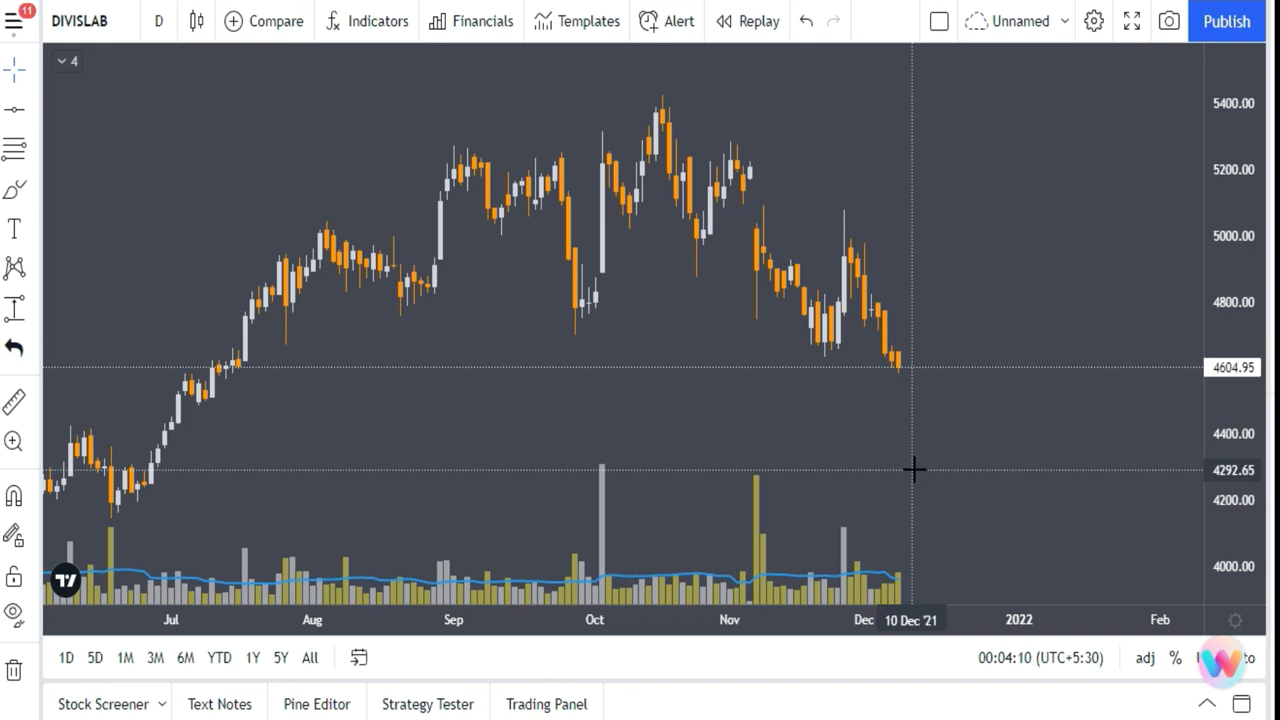 11
DIVISLAB
D
Compare
Indicators
Financials
Templates
Alert
Replay
Unnamed
Publish
4
5400.00
5200.00
5000.00
4800.00
4604.95
4400.00
4292.65
4200.00
4000.00
Jul
Aug
Sep
Oct
Nov
Dec
10 Dec '21
2022
Feb
1D
5D
1M
3M
6M
YTD
1Y
5Y
All
00:04:10 (UTC+5:30)
adj
%
Stock Screener
Text Notes
Pine Editor
Strategy Tester
Trading Panel